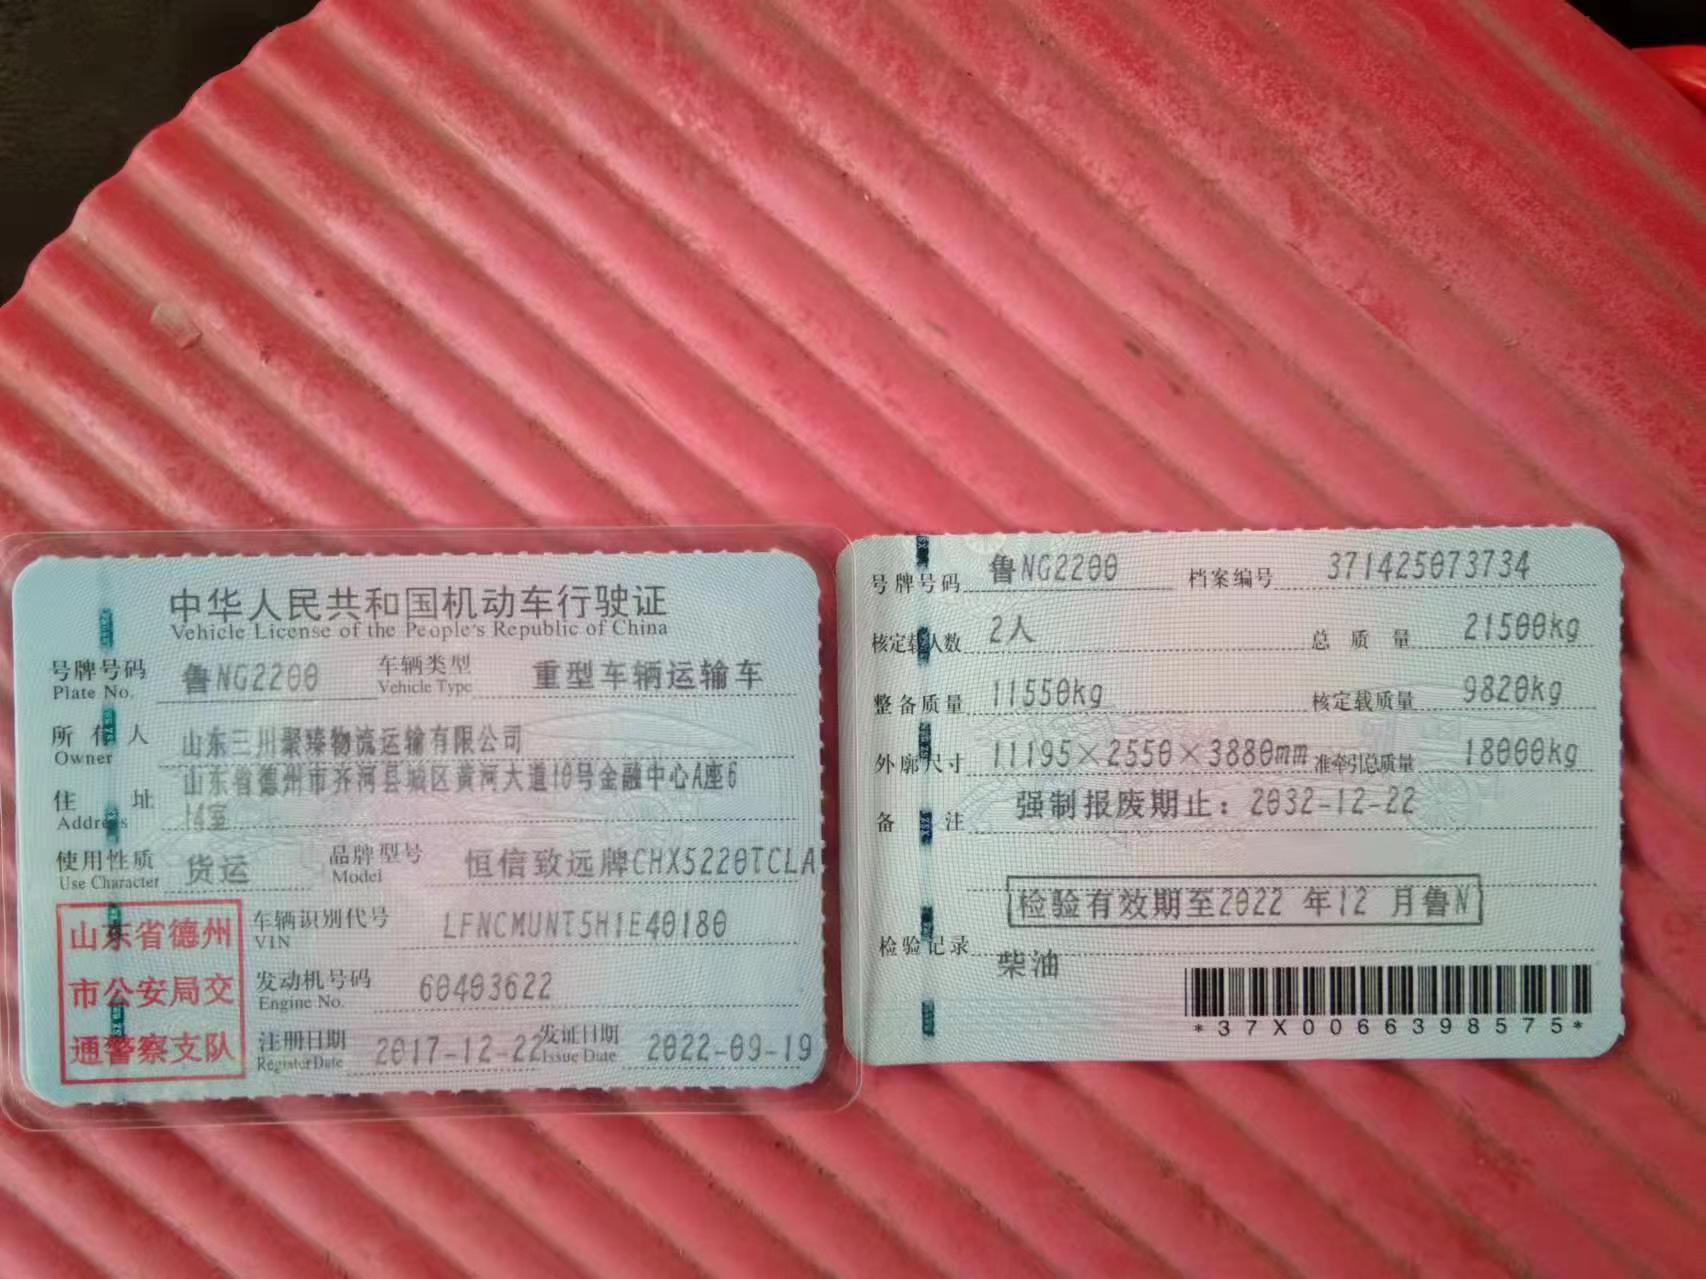 中华人民共和国机动车行驶证
Vehicle License of the People's Republic of China
号牌号码 鲁NG2200 车辆类型 重型车辆运输车
Plate No. Vehicle Type
所有人 山东三川聚臻物流运输有限公司
Owner
住址 山东省德州市齐河县城区黄河大道10号金融中心A座6
Address 14室
使用性质 货运 品牌型号 恒信致远牌CHX5220TCLA
Use Character Model
山东省德州
市公安局交
通警察支队
车辆识别代号 LFNCMUNT5H1E40180
VIN
发动机号码 60403622
Engine No.
注册日期 2017-12-22 发证日期 2022-09-19
Register Date Issue Date
号牌号码 鲁NG2200 档案编号 371425073734
核定载人数 2人 总质量 21500kg
整备质量 11550kg 核定载质量 9820kg
外廓尺寸 11195×2550×3880mm 准牵引总质量 18000kg
备注 强制报废期止：2032-12-22
检验有效期至2022 年12 月鲁N
检验记录
柴油
*37X0066398575*